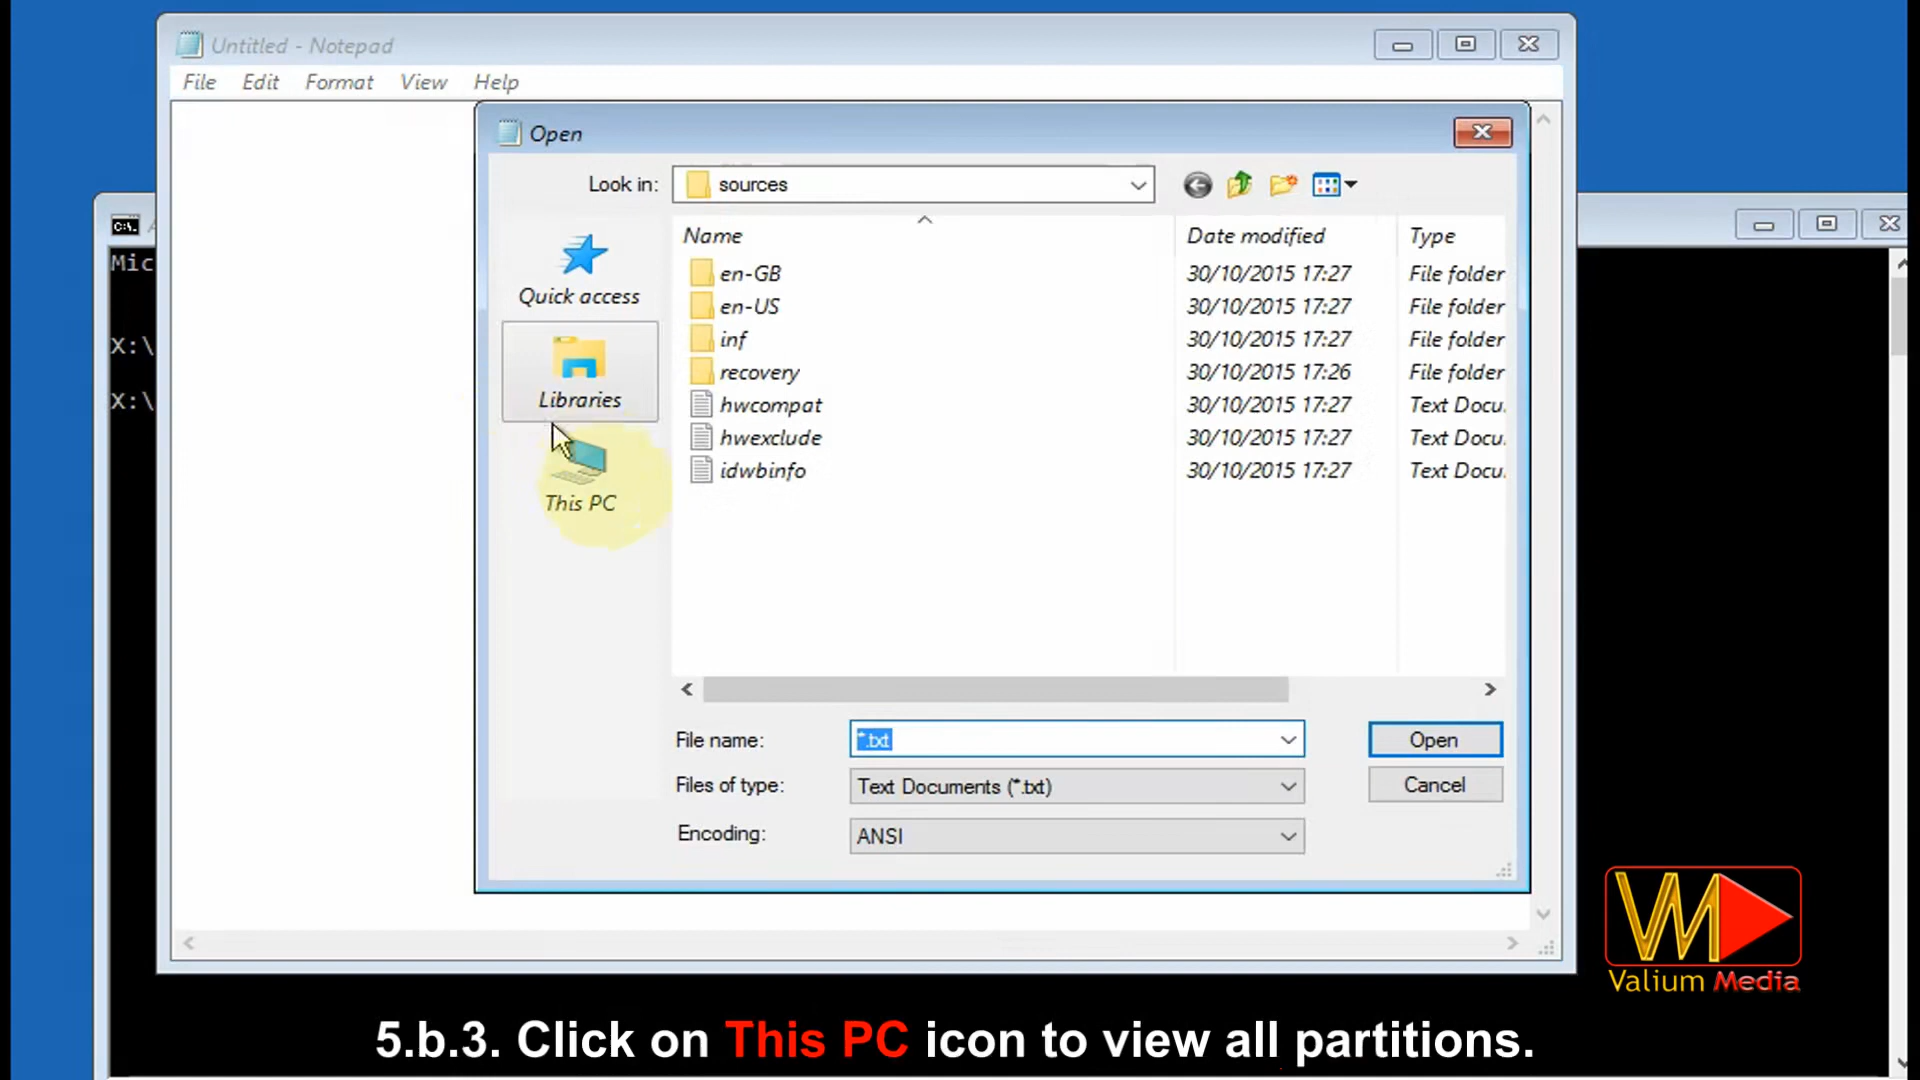 Untitled - Notepad
File Edit Format View Help
Open
Look in: sources
Name Date modified Type
en-GB 30/10/2015 17:27 File folder
en-US 30/10/2015 17:27 File folder
inf 30/10/2015 17:27 File folder
recovery 30/10/2015 17:26 File folder
hwcompat 30/10/2015 17:27 Text Docu
hwexclude 30/10/2015 17:27 Text Docu
idwbinfo 30/10/2015 17:27 Text Docu
Quick access
Libraries
This PC
File name: *.txt
Open
Files of type: Text Documents (*.txt)
Cancel
Encoding: ANSI
C:\.
Mic
X:\
X:\
VM
Valium Media
5.b.3. Click on This PC icon to view all partitions.